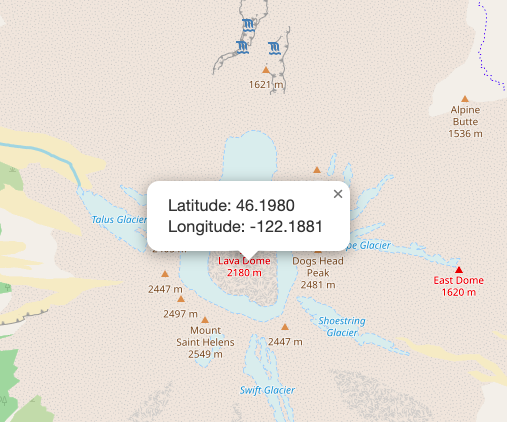 1621 m
Alpine
Butte
1536 m
×
Latitude: 46.1980
Longitude: -122.1881
Talus Glacier
Glacier
Lava Dome
2180 m
Dogs Head
Peak
2481 m
East Dome
1620 m
2447 m
2497 m
Mount
Saint Helens
2549 m
2447 m
Shoestring
Glacier
Swift Glacier